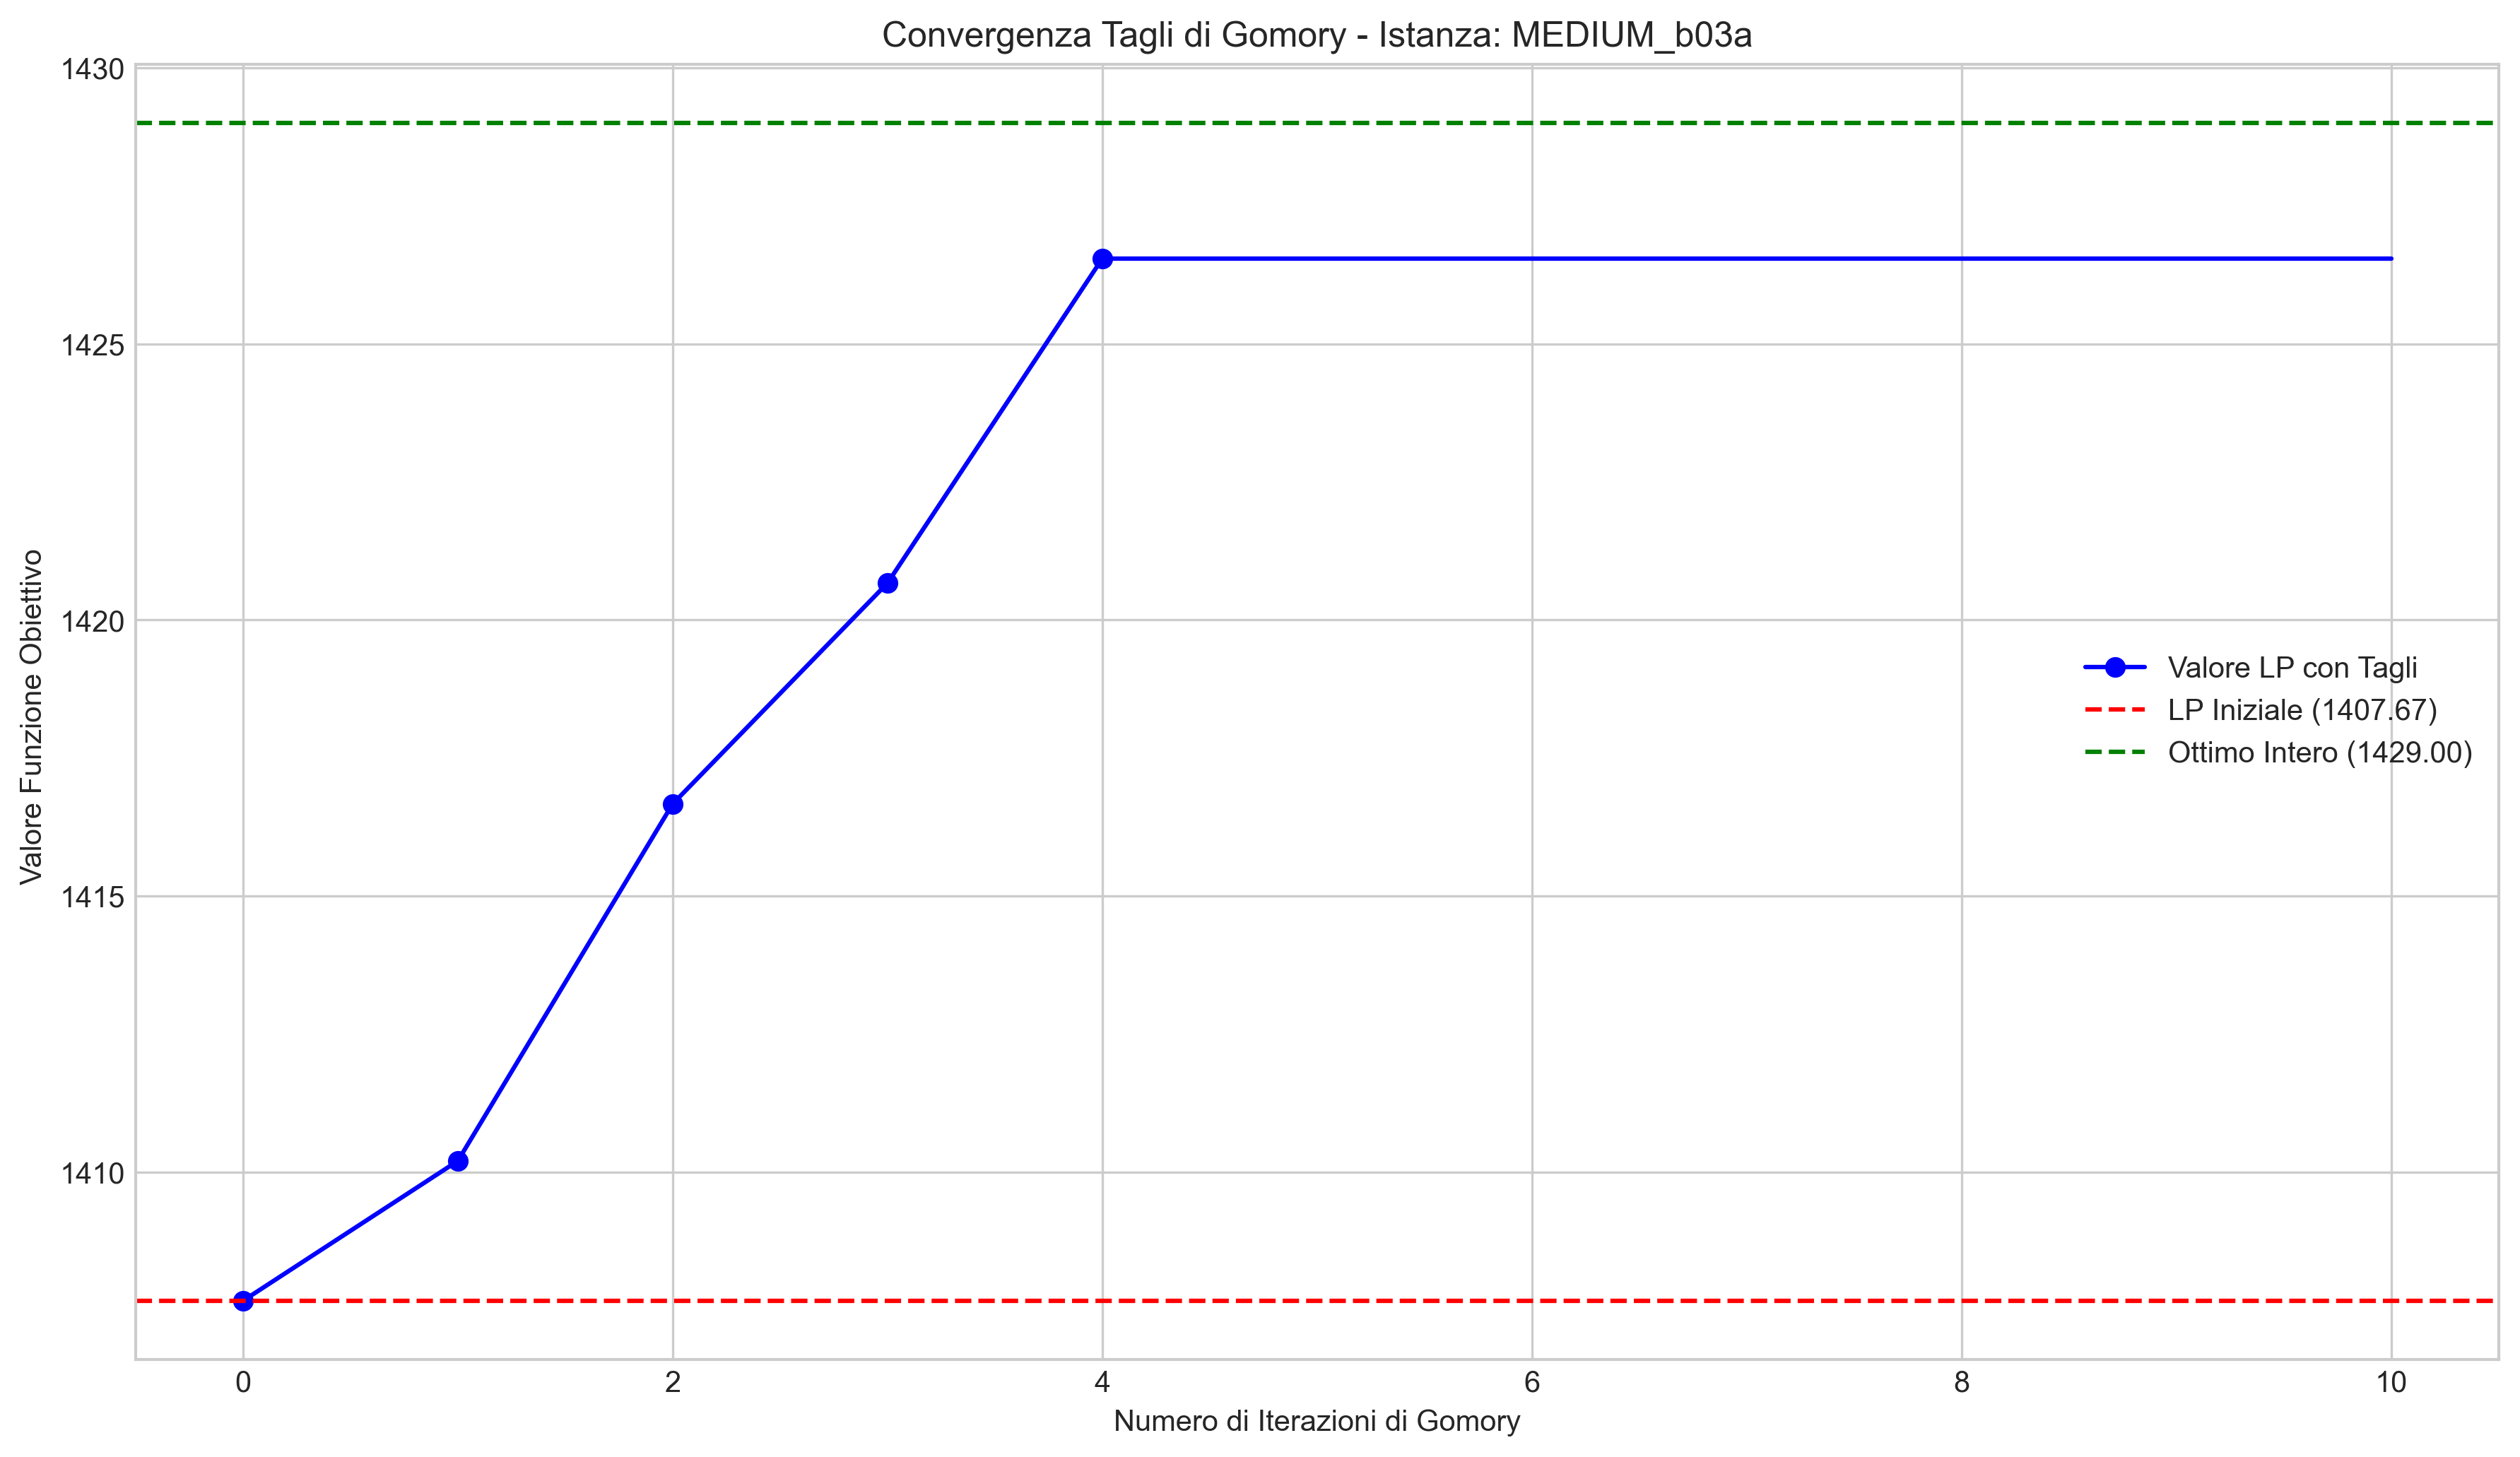 Convergenza Tagli di Gomory - Istanza: MEDIUM_b03a
1430
1425
1420
1415
1410
Valore Funzione Obiettivo
Valore LP con Tagli
LP Iniziale (1407.67)
Ottimo Intero (1429.00)
0 2 4 6 8 10
Numero di Iterazioni di Gomory